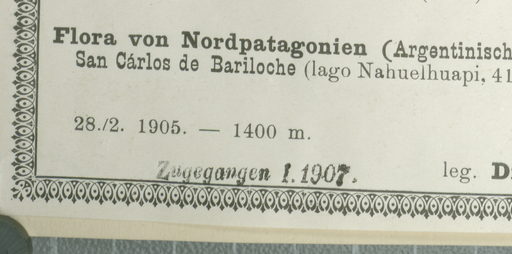 Flora von Nordpatagonien (Argentinisch
San Cárlos de Bariloche (lago Nahuelhuapi, 41
28./2. 1905. — 1400 m.
Zugegangen 1. 1907.
leg. D